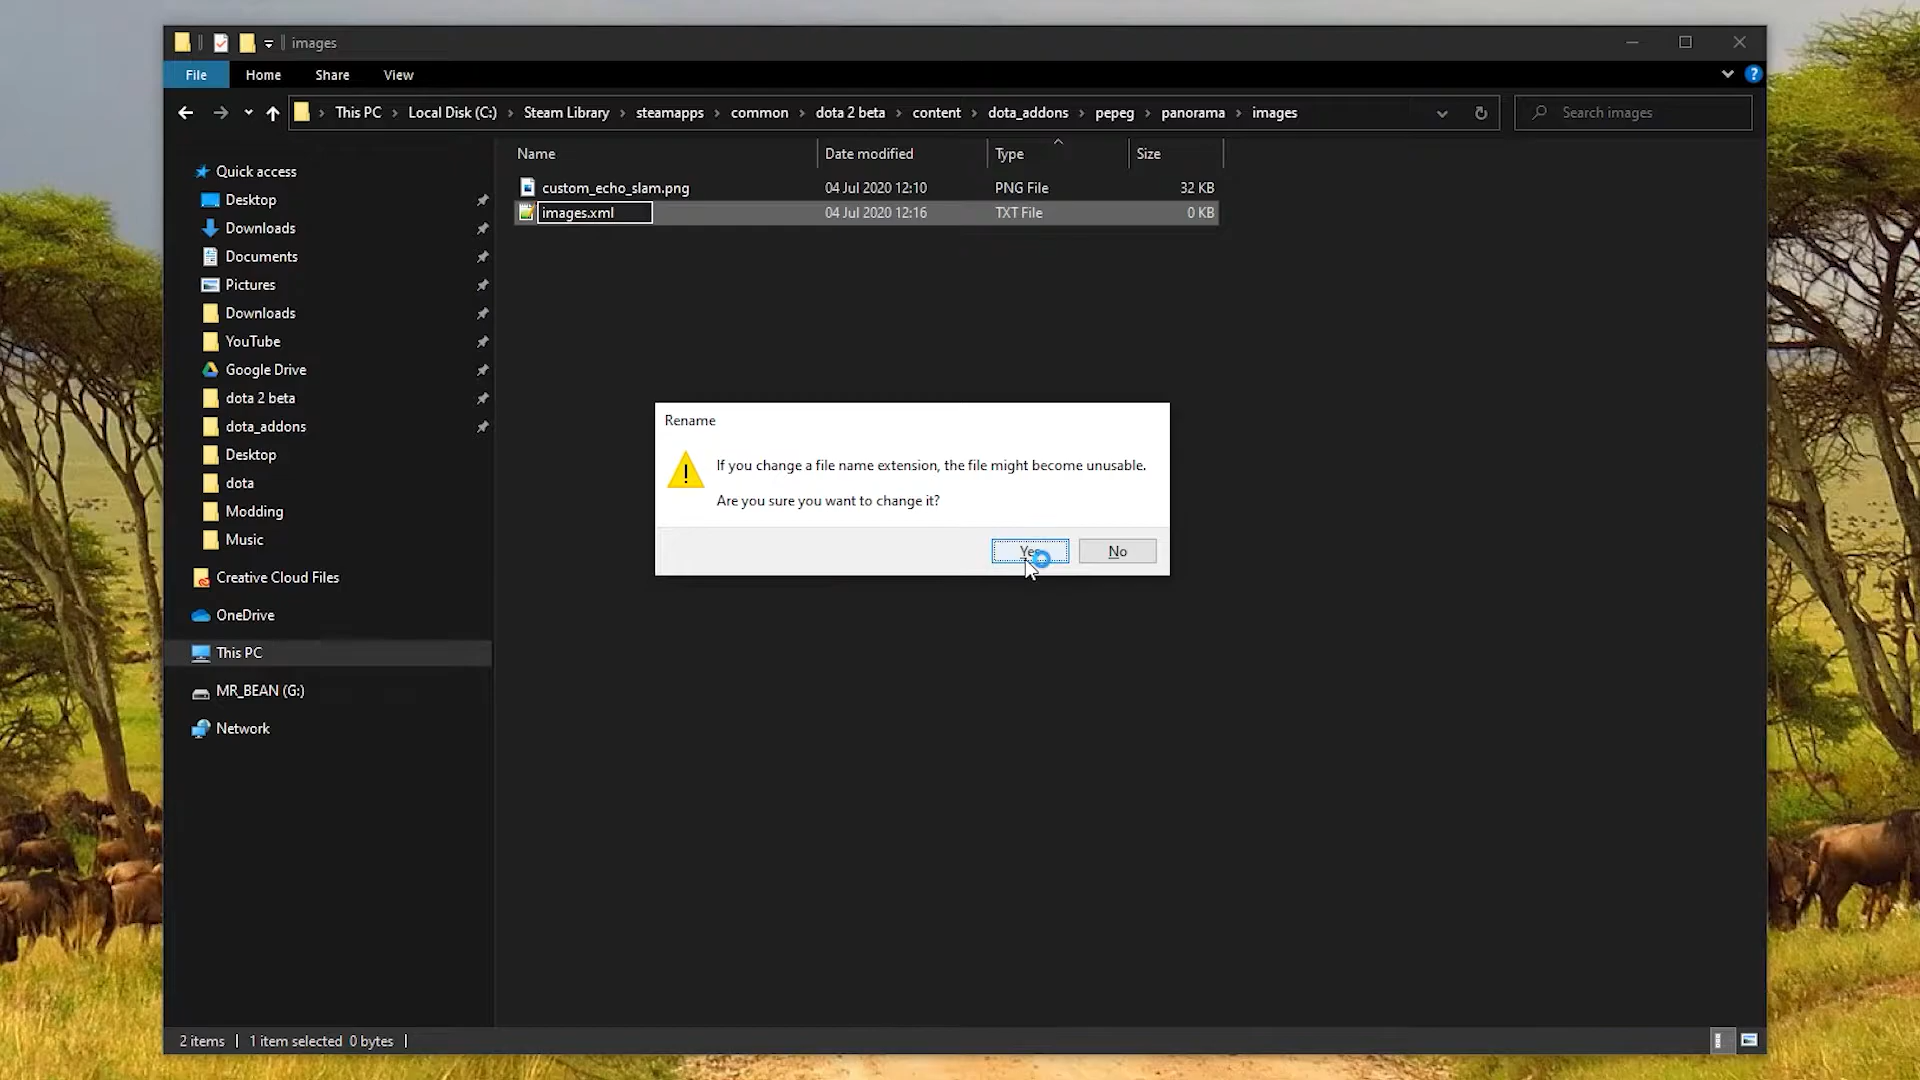 images
File Home Share View
This PC Local Disk (C:) Steam Library steamapps common dota 2 beta content dota_addons pepeg panorama images
Search images
Name Date modified Type Size
custom_echo_slam.png 04 Jul 2020 12:10 PNG File 32 KB
images.xml 04 Jul 2020 12:16 TXT File 0 KB
Quick access
Desktop
Downloads
Documents
Pictures
Downloads
YouTube
Google Drive
dota 2 beta
dota_addons
Desktop
dota
Modding
Music
Creative Cloud Files
OneDrive
This PC
MR_BEAN (G:)
Network
Rename
If you change a file name extension, the file might become unusable.
Are you sure you want to change it?
Yes No
2 items 1 item selected 0 bytes